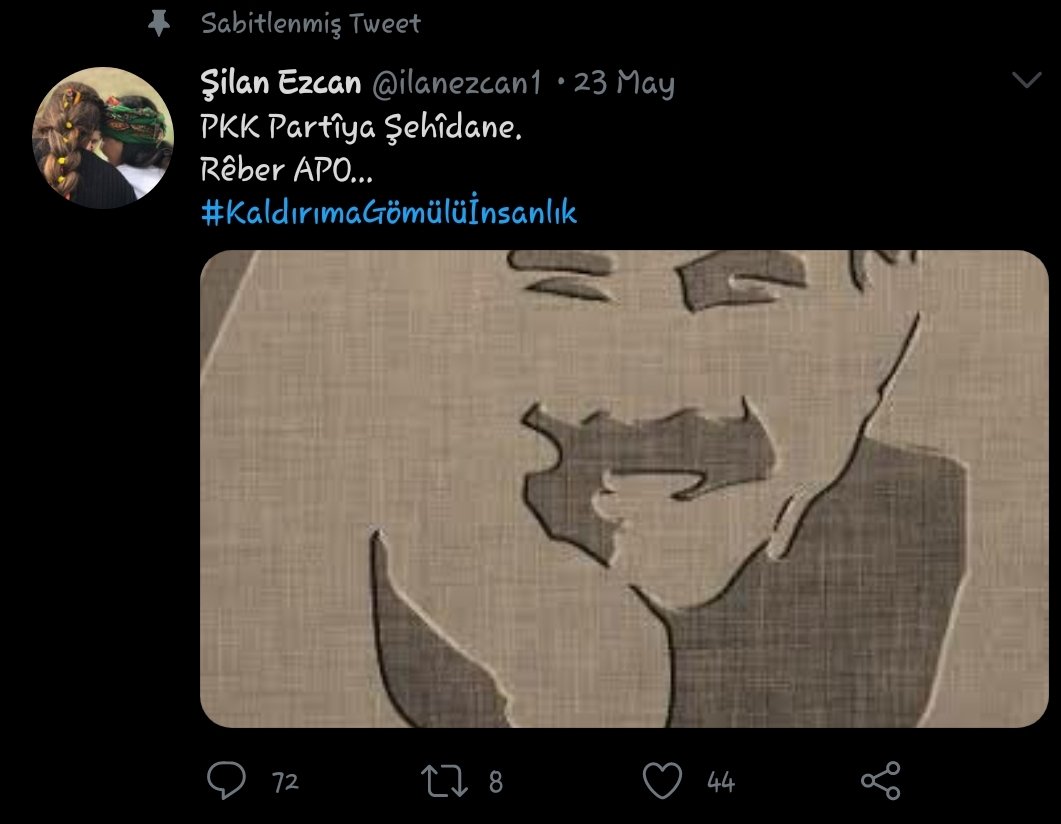 Sabitlenmiş Tweet
Şilan Ezcan @ilanezcan1 • 23 May
PKK Partîya Şehîdane.
Rêber APO...
#KaldırımaGömülüİnsanlık
72 8 44